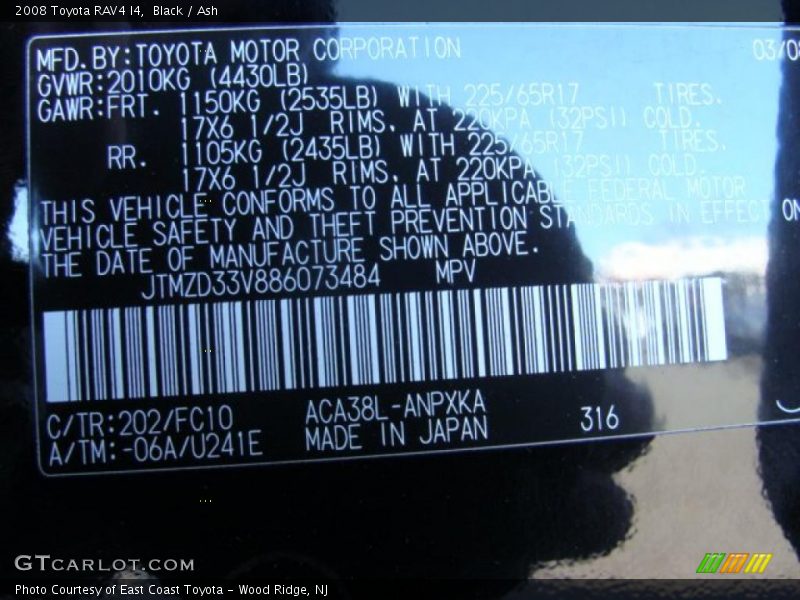 2008 Toyota RAV4 I4,  Black / Ash
MFD.BY:TOYOTA MOTOR CORPORATION 03/08
GVWR:2010KG (4430LB)
GAWR:FRT. 1150KG (2535LB) WITH 225/65R17 TIRES.
17X6 1/2J RIMS. AT 220KPA (32PSI) COLD.
RR. 1105KG (2435LB) WITH 225/65R17 TIRES.
17X6 1/2J RIMS. AT 220KPA (32PSI) COLD.
THIS VEHICLE CONFORMS TO ALL APPLICABLE FEDERAL MOTOR
VEHICLE SAFETY AND THEFT PREVENTION STANDARDS IN EFFECT ON
THE DATE OF MANUFACTURE SHOWN ABOVE.
JTMZD33V886073484 MPV
C/TR:202/FC10 ACA38L-ANPXKA 316
A/TM:-06A/U241E MADE IN JAPAN
GTCARLOT.COM
Photo Courtesy of East Coast Toyota – Wood Ridge, NJ